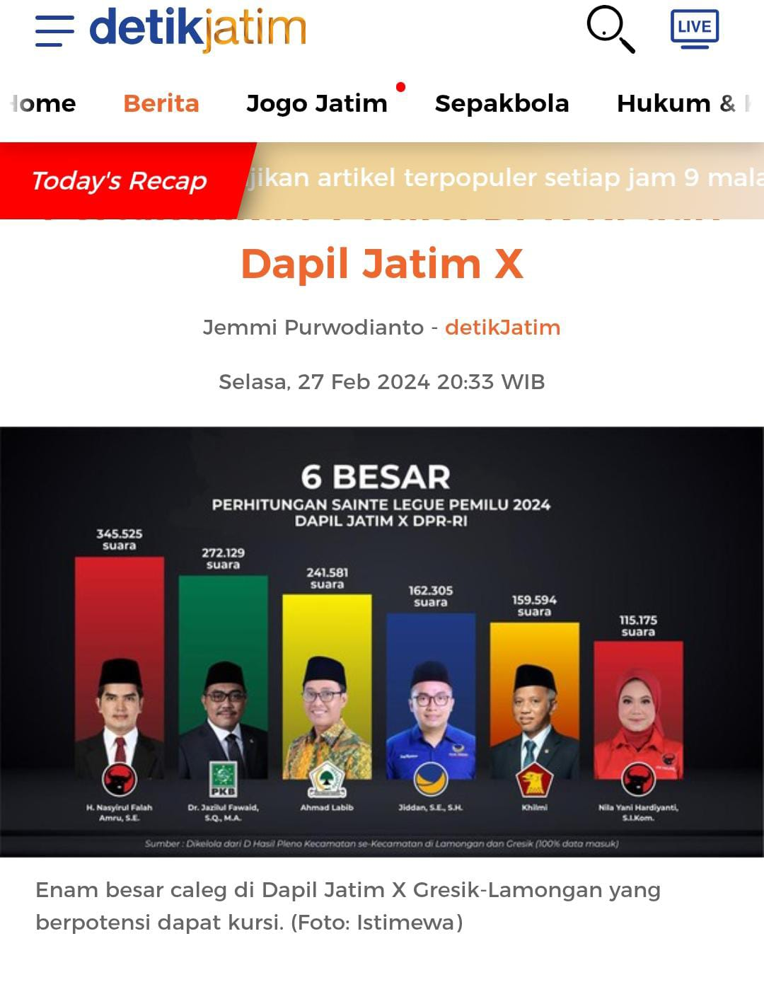 detikjatim
LIVE
ome Berita Jogo Jatim Sepakbola Hukum &
Today's Recap jikan artikel terpopuler setiap jam 9 mala
Dapil Jatim X
Jemmi Purwodianto - detikJatim
Selasa, 27 Feb 2024 20:33 WIB
6 BESAR
PERHITUNGAN SAINTE LEGUE PEMILU 2024
DAPIL JATIM X DPR-RI
345.525
suara
272.129
suara
241.581
suara
162.305
suara
159.594
suara
115.175
suara
PKB
H. Nasyirul Falah
Amru, S.E.
Dr. Jazilul Fawaid,
S.Q., M.A.
Ahmad Labib
Jiddan, S.E., S.H.
Khilmi
Nila Yani Hardiyanti,
S.I.Kom.
Sumber : Dikelola dari D Hasil Pleno Kecamatan se-Kecamatan di Lamongan dan Gresik (100% data masuk)
Enam besar caleg di Dapil Jatim X Gresik-Lamongan yang
berpotensi dapat kursi. (Foto: Istimewa)